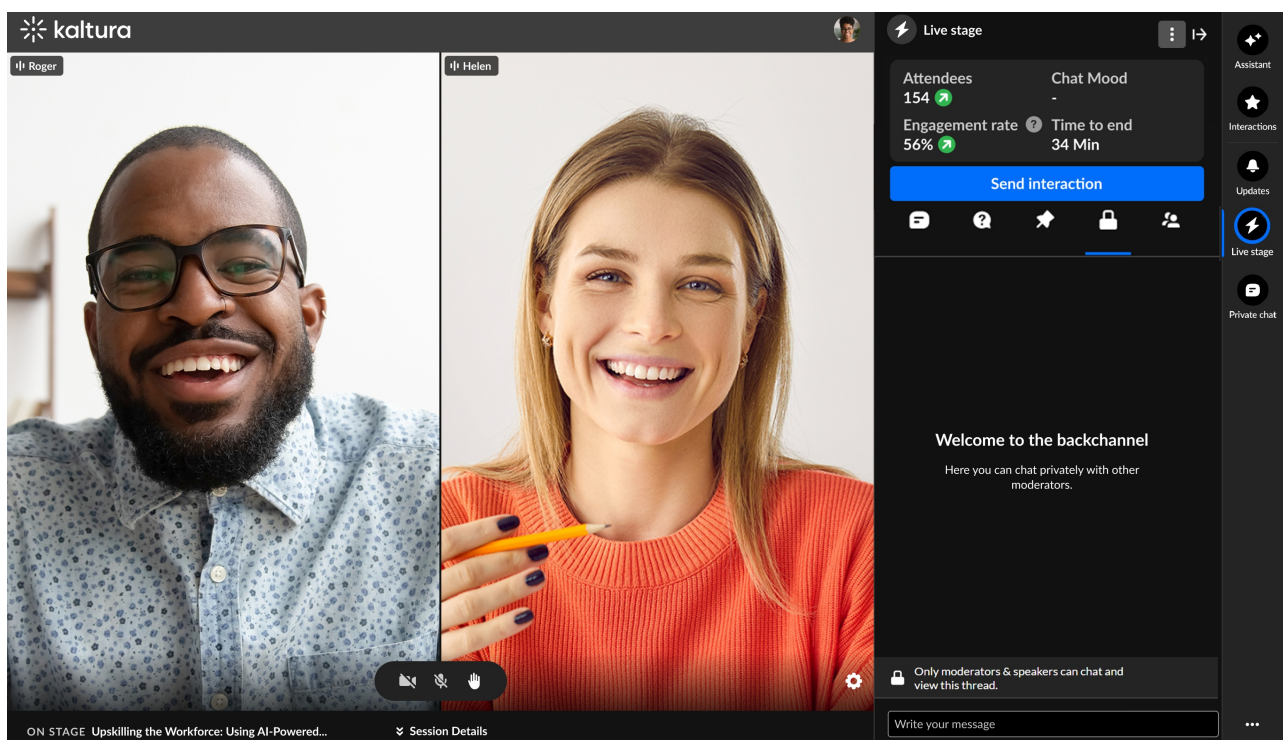 kaltura
Roger
Helen
ON STAGE Upskilling the Workforce: Using AI-Powered...
Session Details
Live stage
Attendees
154
Chat Mood
-
Engagement rate ?
56%
Time to end
34 Min
Send interaction
Welcome to the backchannel
Here you can chat privately with other
moderators.
Only moderators & speakers can chat and
view this thread.
Write your message
Assistant
Interactions
Updates
Live stage
Private chat